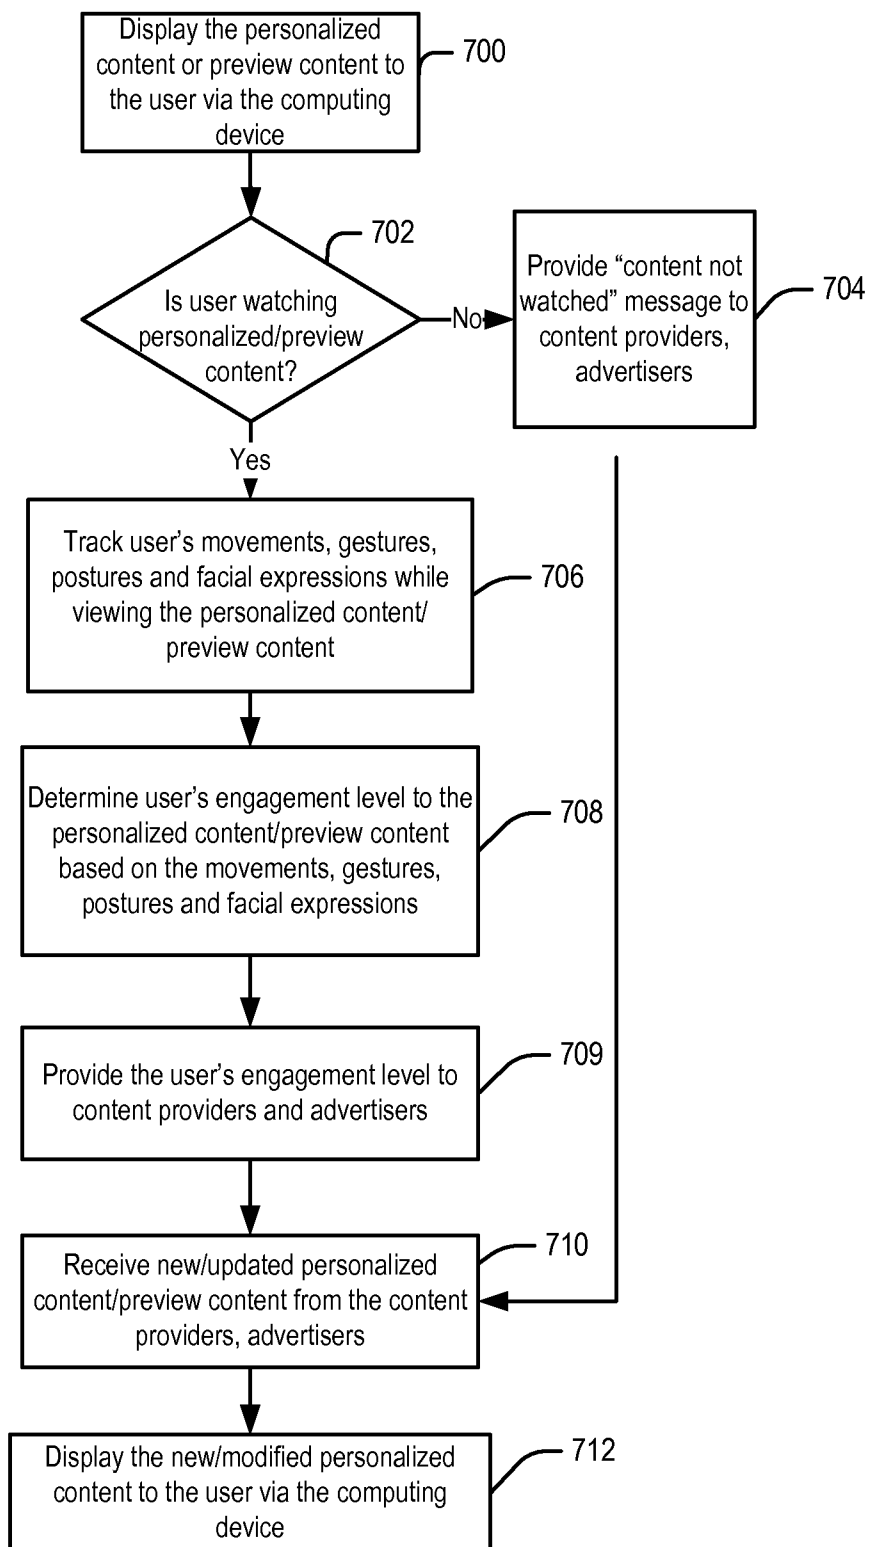 Display the personalized
content or preview content to
the user via the computing
device
700
702
Is user watching
personalized/preview
content?
No
Provide “content not
watched” message to
content providers,
advertisers
704
Yes
Track user’s movements, gestures,
postures and facial expressions while
viewing the personalized content/
preview content
706
Determine user’s engagement level to the
personalized content/preview content
based on the movements, gestures,
postures and facial expressions
708
Provide the user’s engagement level to
content providers and advertisers
709
Receive new/updated personalized
content/preview content from the content
providers, advertisers
710
Display the new/modified personalized
content to the user via the computing
device
712